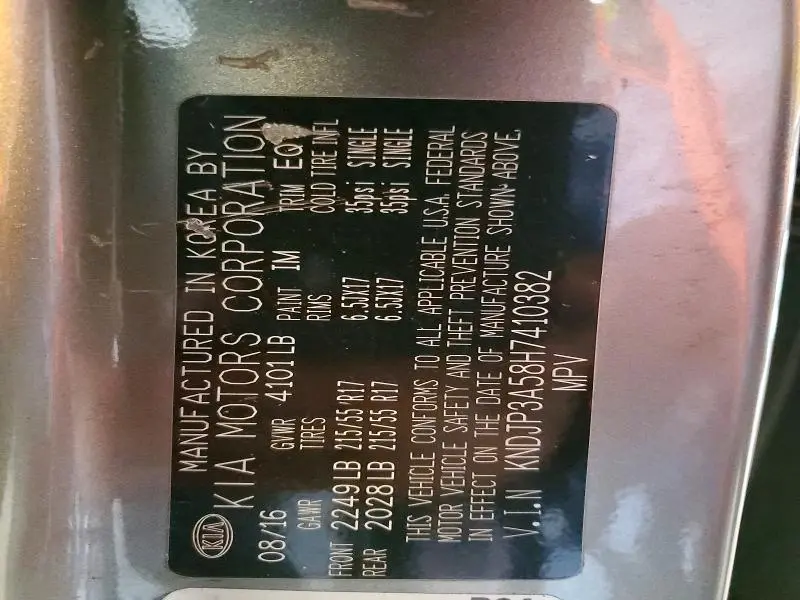 MANUFACTURED IN KOREA BY
KIA KIA MOTORS CORPORATION
08/16 GVWR 4101LB PAINT IM TRIM EQ
GAWR TIRES RIMS COLD TIRE INFL
FRONT 2249LB 215/55 R17 6.5JX17 35psi SINGLE
REAR 2028LB 215/55 R17 6.5JX17 35psi SINGLE
THIS VEHICLE CONFORMS TO ALL APPLICABLE U.S.A. FEDERAL
MOTOR VEHICLE SAFETY AND THEFT PREVENTION STANDARDS
IN EFFECT ON THE DATE OF MANUFACTURE SHOWN ABOVE.
V.I.N KNDJP3A58H7410382
MPV